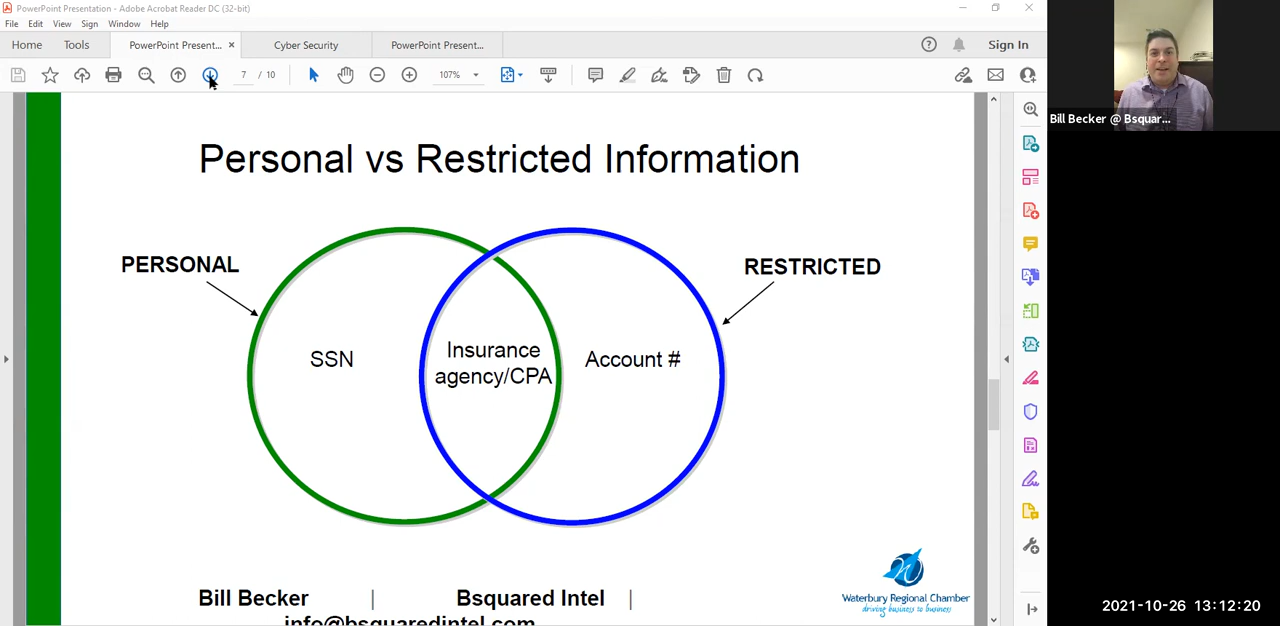 PowerPoint Presentation - Adobe Acrobat Reader DC (32-bit)
File Edit View Sign Window Help
Home Tools PowerPoint Present... × Cyber Security PowerPoint Present... Sign In
7 / 10 107%
Personal vs Restricted Information
PERSONAL
RESTRICTED
SSN
Insurance
agency/CPA
Account #
Bill Becker | Bsquared Intel |
info@bsquaredintel.com
Waterbury Regional Chamber
driving business to business
Bill Becker @ Bsquar...
2021-10-26 13:12:20